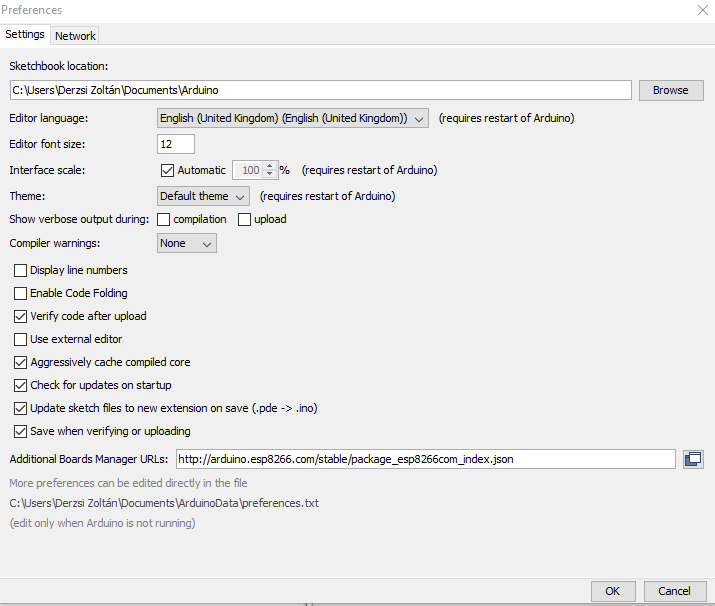 Preferences
Settings Network
Sketchbook location:
C:\Users\Derzsi Zoltán\Documents\Arduino Browse
Editor language: English (United Kingdom) (English (United Kingdom)) (requires restart of Arduino)
Editor font size: 12
Interface scale: Automatic 100 % (requires restart of Arduino)
Theme: Default theme (requires restart of Arduino)
Show verbose output during: compilation upload
Compiler warnings: None
Display line numbers
Enable Code Folding
Verify code after upload
Use external editor
Aggressively cache compiled core
Check for updates on startup
Update sketch files to new extension on save (.pde -> .ino)
Save when verifying or uploading
Additional Boards Manager URLs: http://arduino.esp8266.com/stable/package_esp8266com_index.json
More preferences can be edited directly in the file
C:\Users\Derzsi Zoltán\Documents\ArduinoData\preferences.txt
(edit only when Arduino is not running)
OK Cancel